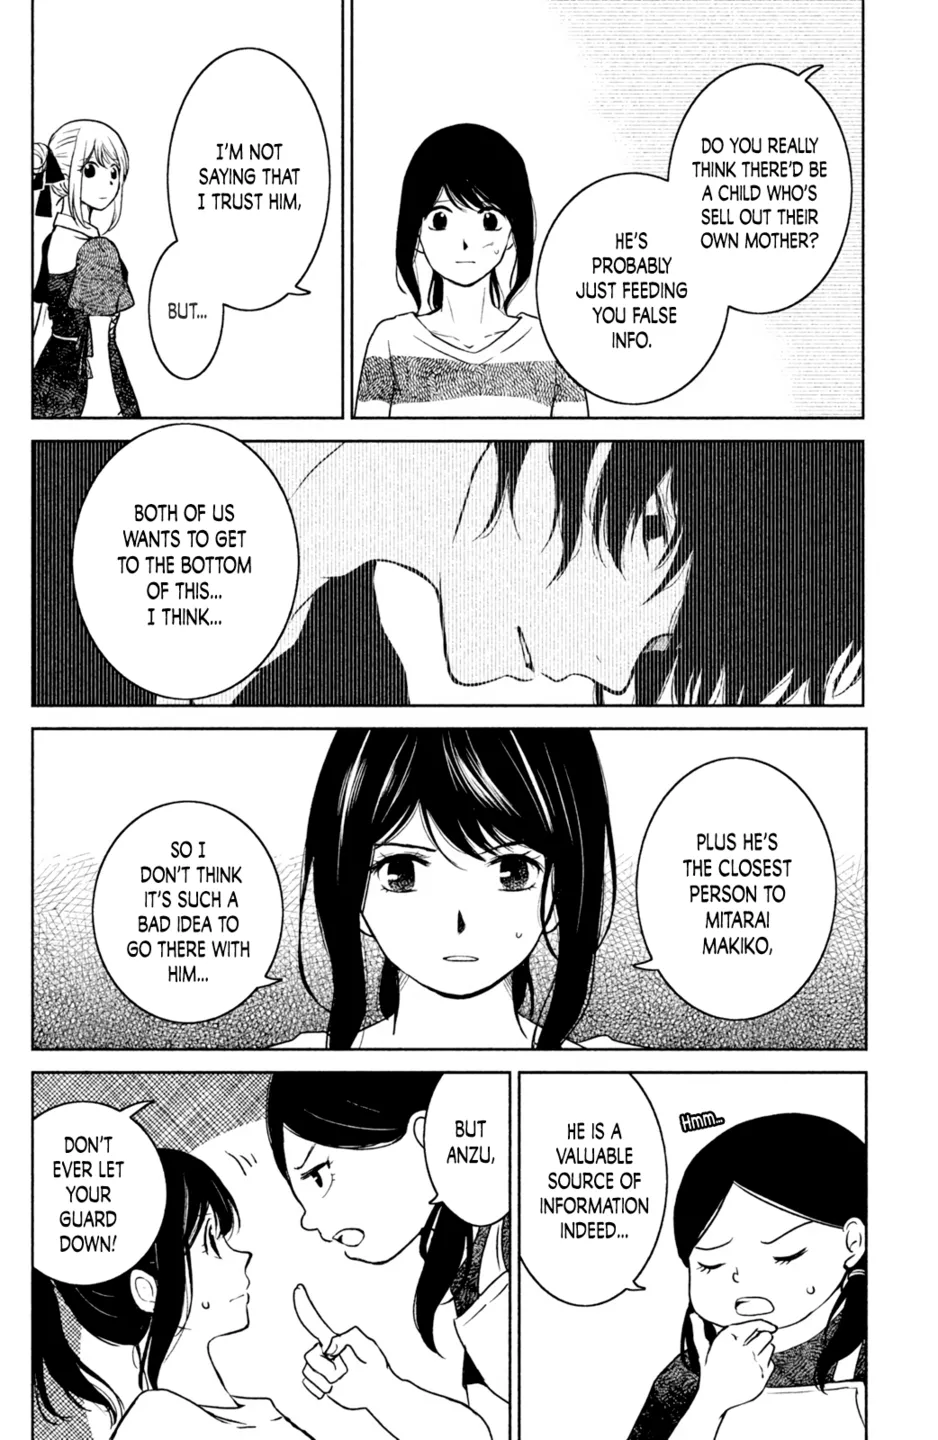 DO YOU REALLY
THINK THERE'D BE
A CHILD WHO'S
SELL OUT THEIR
OWN MOTHER?
HE'S
PROBABLY
JUST FEEDING
YOU FALSE
INFO.
I'M NOT
SAYING THAT
I TRUST HIM,
BUT...
BOTH OF US
WANTS TO GET
TO THE BOTTOM
OF THIS...
I THINK...
PLUS HE'S
THE CLOSEST
PERSON TO
MITARAI
MAKIKO,
SO I
DON'T THINK
IT'S SUCH A
BAD IDEA TO
GO THERE WITH
HIM...
Hmm...
HE IS A
VALUABLE
SOURCE OF
INFORMATION
INDEED...
BUT
ANZU,
DON'T
EVER LET
YOUR
GUARD
DOWN!